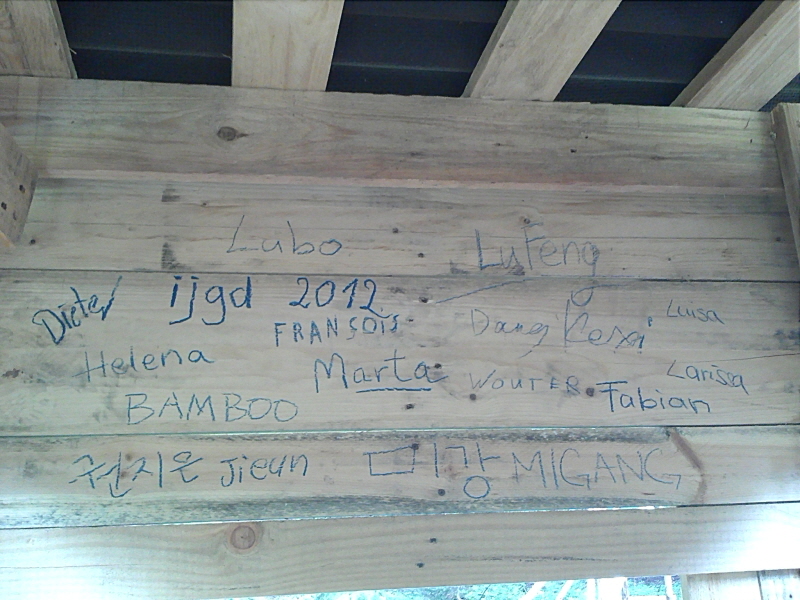 Lubo LuFeng
Dieter ijgd 2012 Luisa
FRANSOIS Dang Kexi
Helena Marta WOUTER Larissa
BAMBOO Fabian
권지은 Jieun 미강 MIGANG